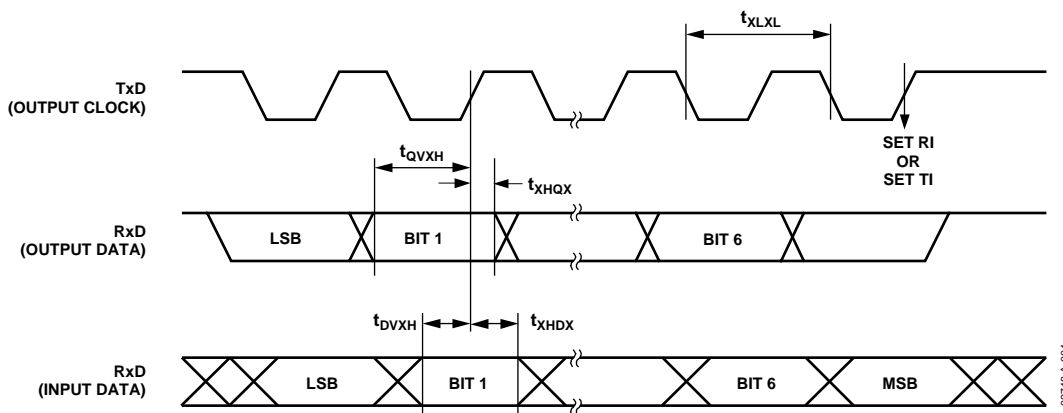 tXLXL
TxD
(OUTPUT CLOCK)
SET RI
OR
SET TI
tQVXH
tXHQX
RxD
(OUTPUT DATA)
LSB
BIT 1
BIT 6
tDVXH
tXHDX
RxD
(INPUT DATA)
LSB
BIT 1
BIT 6
MSB